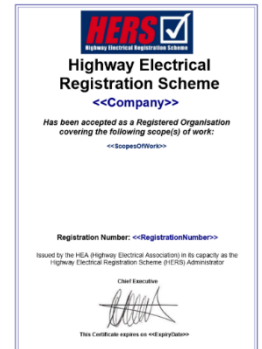 HERS
Highway Electrical Registration Scheme
Highway Electrical
Registration Scheme
<<Company>>
Has been accepted as a Registered Organisation
covering the following scope(s) of work:
<<ScopesOfWork>>
Registration Number: <<RegistrationNumber>>
Issued by the HEA (Highway Electrical Association) in its capacity as the
Highway Electrical Registration Scheme (HERS) Administrator
Chief Executive
This Certificate expires on <<ExpiryDate>>